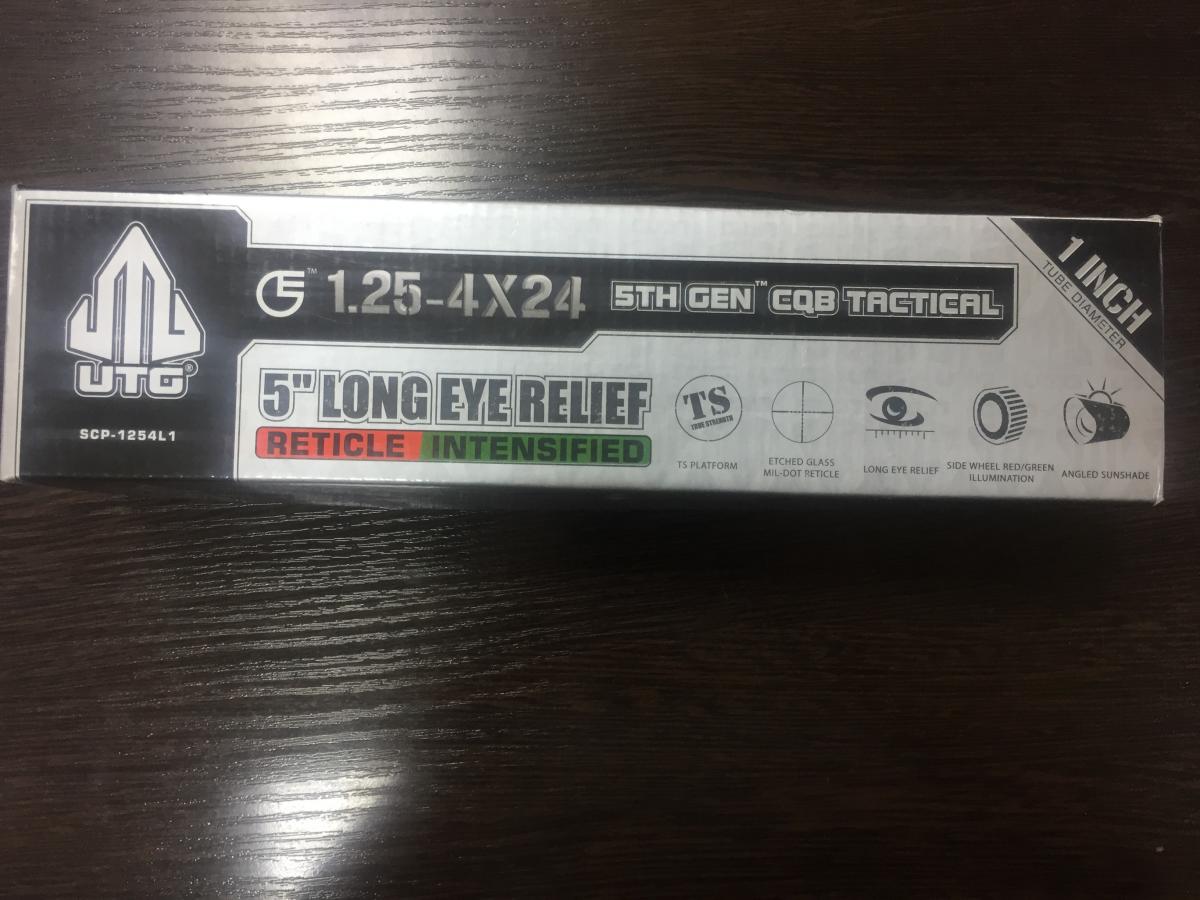 UTG®
SCP-1254L1
G5™ 1.25-4X24 5TH GEN™ CQB TACTICAL
1 INCH
TUBE DIAMETER
5" LONG EYE RELIEF
RETICLE INTENSIFIED
TS
TRUE STRENGTH
TS PLATFORM
ETCHED GLASS
MIL-DOT RETICLE
LONG EYE RELIEF
SIDE WHEEL RED/GREEN
ILLUMINATION
ANGLED SUNSHADE